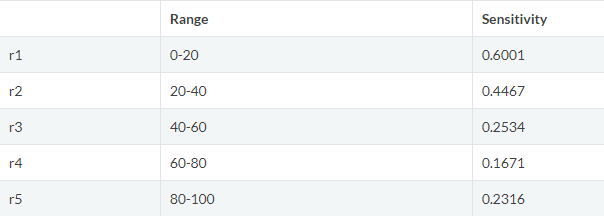 Range Sensitivity
r1 0-20 0.6001
r2 20-40 0.4467
r3 40-60 0.2534
r4 60-80 0.1671
r5 80-100 0.2316